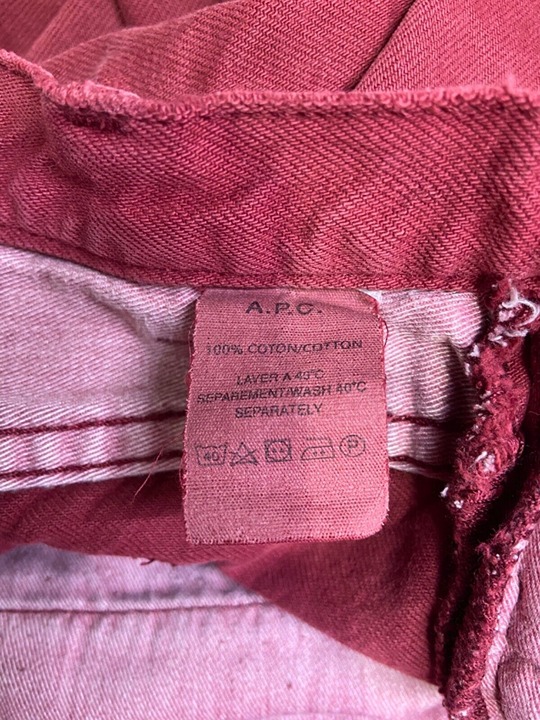 A.P.C.
100% COTON/COTTON
LAVER A 40°C
SEPAREMENT/WASH 40°C
SEPARATELY
40
P